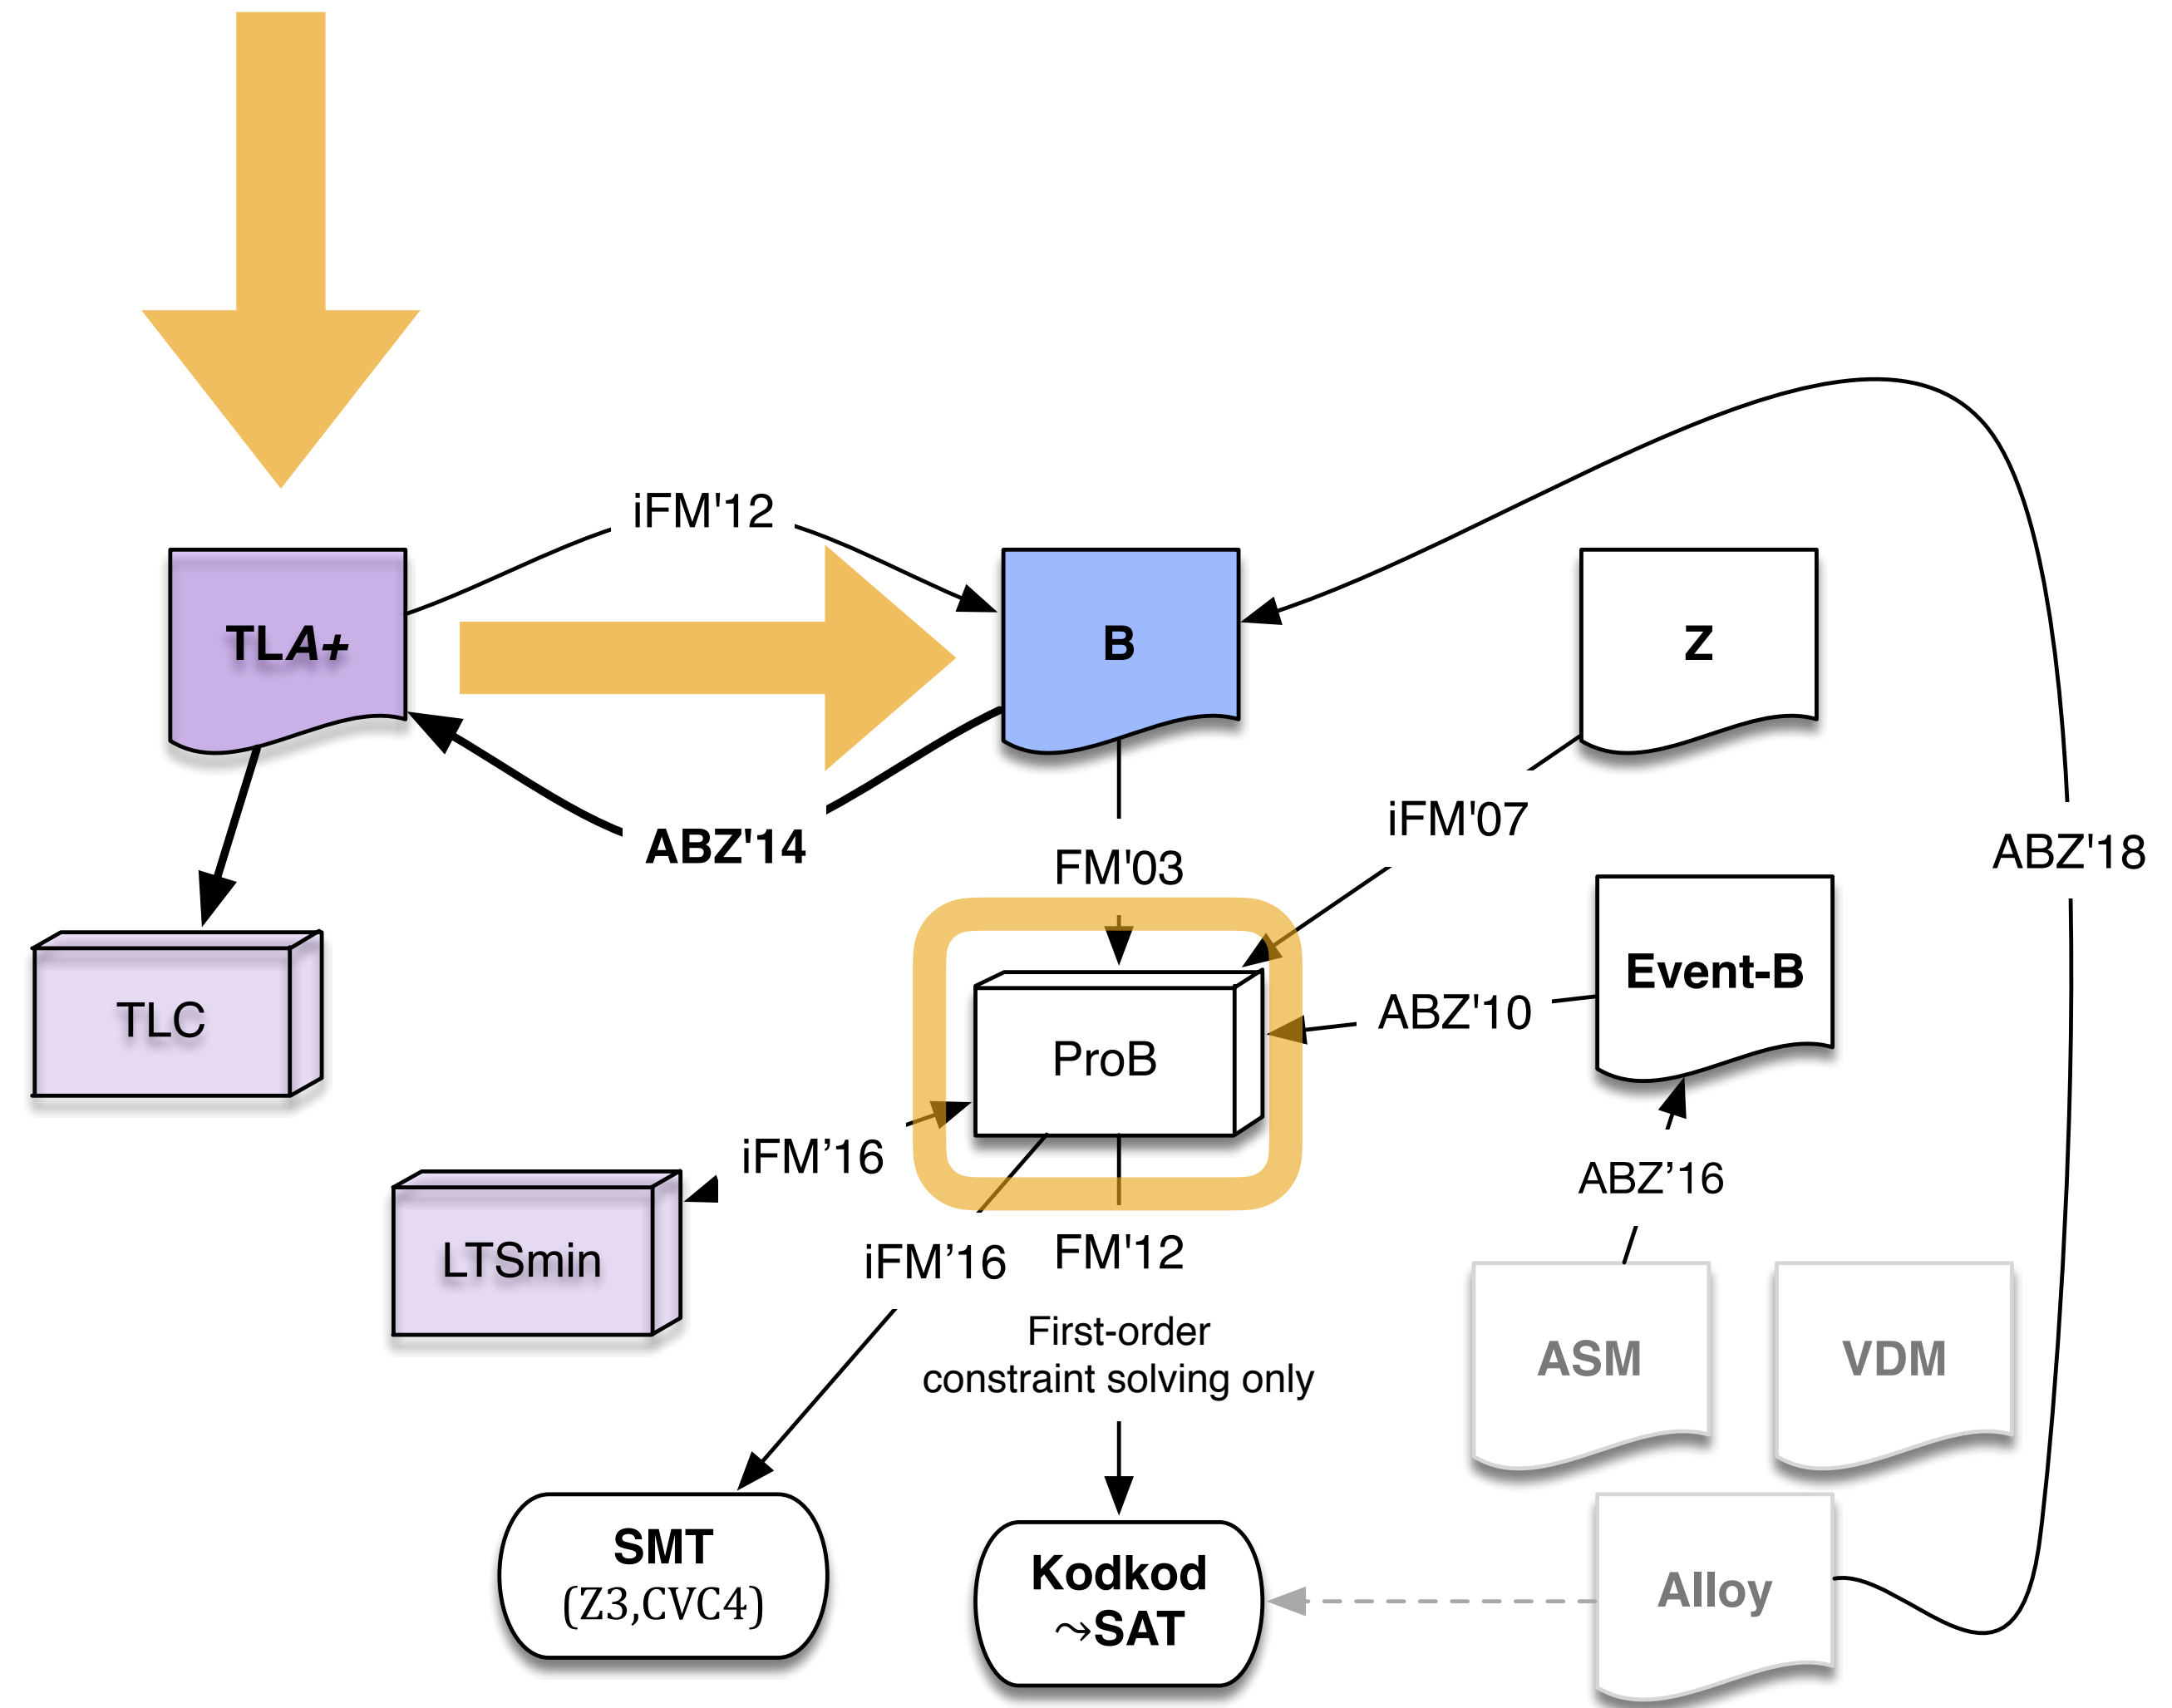 iFM'12
TLA+
B
Z
ABZ'14
FM'03
iFM'07
ABZ'18
Event-B
TLC
ProB
ABZ'10
iFM’16
ABZ’16
LTSmin
iFM’16
FM'12
First-order
constraint solving only
ASM
VDM
SMT
(Z3,CVC4)
Kodkod
⤳SAT
Alloy